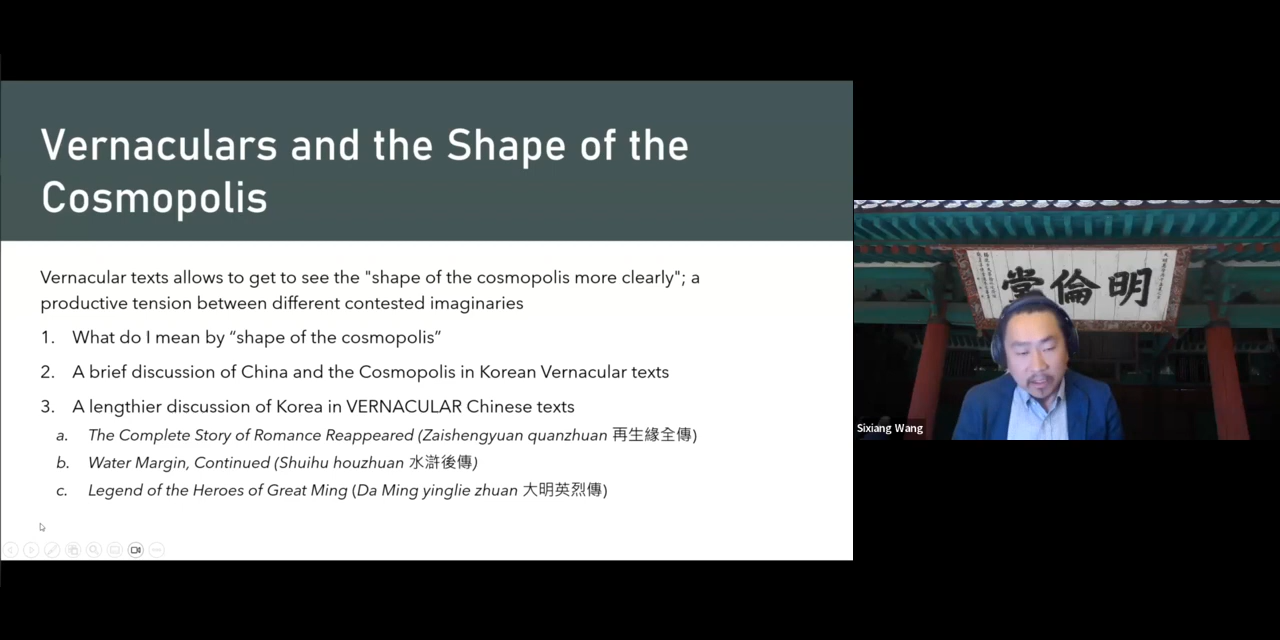 Vernaculars and the Shape of the
Cosmopolis
Vernacular texts allows to get to see the "shape of the cosmopolis more clearly"; a
productive tension between different contested imaginaries
1. What do I mean by “shape of the cosmopolis”
2. A brief discussion of China and the Cosmopolis in Korean Vernacular texts
3. A lengthier discussion of Korea in VERNACULAR Chinese texts
a. The Complete Story of Romance Reappeared (Zaishengyuan quanzhuan 再生緣全傳)
b. Water Margin, Continued (Shuihu houzhuan 水滸後傳)
c. Legend of the Heroes of Great Ming (Da Ming yinglie zhuan 大明英烈傳)
明倫堂
Sixiang Wang